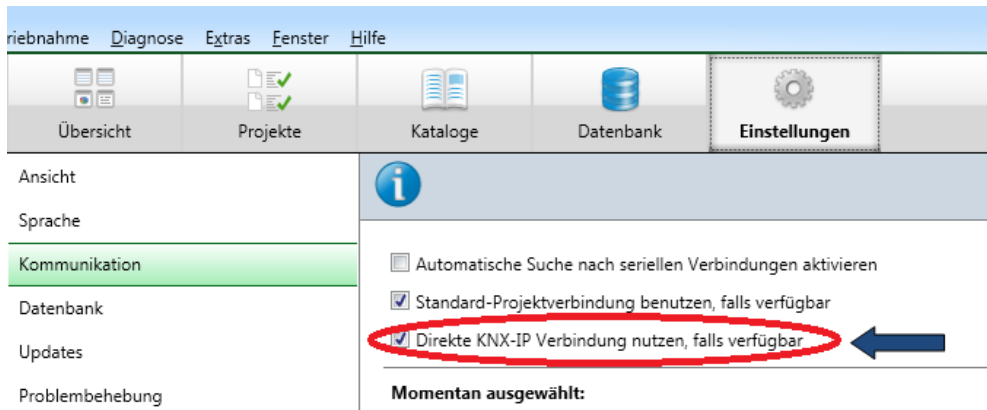 riebnahme Diagnose Extras Fenster Hilfe
Übersicht Projekte Kataloge Datenbank Einstellungen
Ansicht
Sprache
Kommunikation
Datenbank
Updates
Problembehebung
Automatische Suche nach seriellen Verbindungen aktivieren
Standard-Projektverbindung benutzen, falls verfügbar
Direkte KNX-IP Verbindung nutzen, falls verfügbar
Momentan ausgewählt: